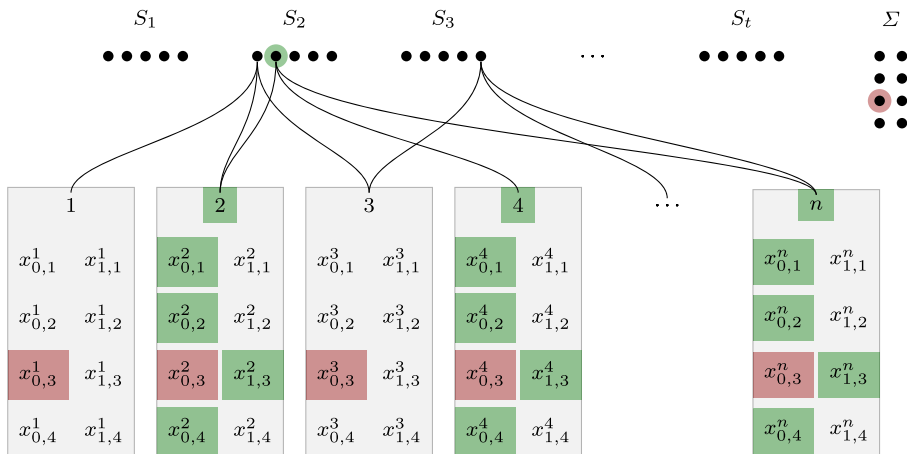 S_1 S_2 S_3 ... S_t Σ
1 2 3 4 ... n
x^1_{0,1} x^1_{1,1} x^2_{0,1} x^2_{1,1} x^3_{0,1} x^3_{1,1} x^4_{0,1} x^4_{1,1} x^n_{0,1} x^n_{1,1}
x^1_{0,2} x^1_{1,2} x^2_{0,2} x^2_{1,2} x^3_{0,2} x^3_{1,2} x^4_{0,2} x^4_{1,2} x^n_{0,2} x^n_{1,2}
x^1_{0,3} x^1_{1,3} x^2_{0,3} x^2_{1,3} x^3_{0,3} x^3_{1,3} x^4_{0,3} x^4_{1,3} x^n_{0,3} x^n_{1,3}
x^1_{0,4} x^1_{1,4} x^2_{0,4} x^2_{1,4} x^3_{0,4} x^3_{1,4} x^4_{0,4} x^4_{1,4} x^n_{0,4} x^n_{1,4}